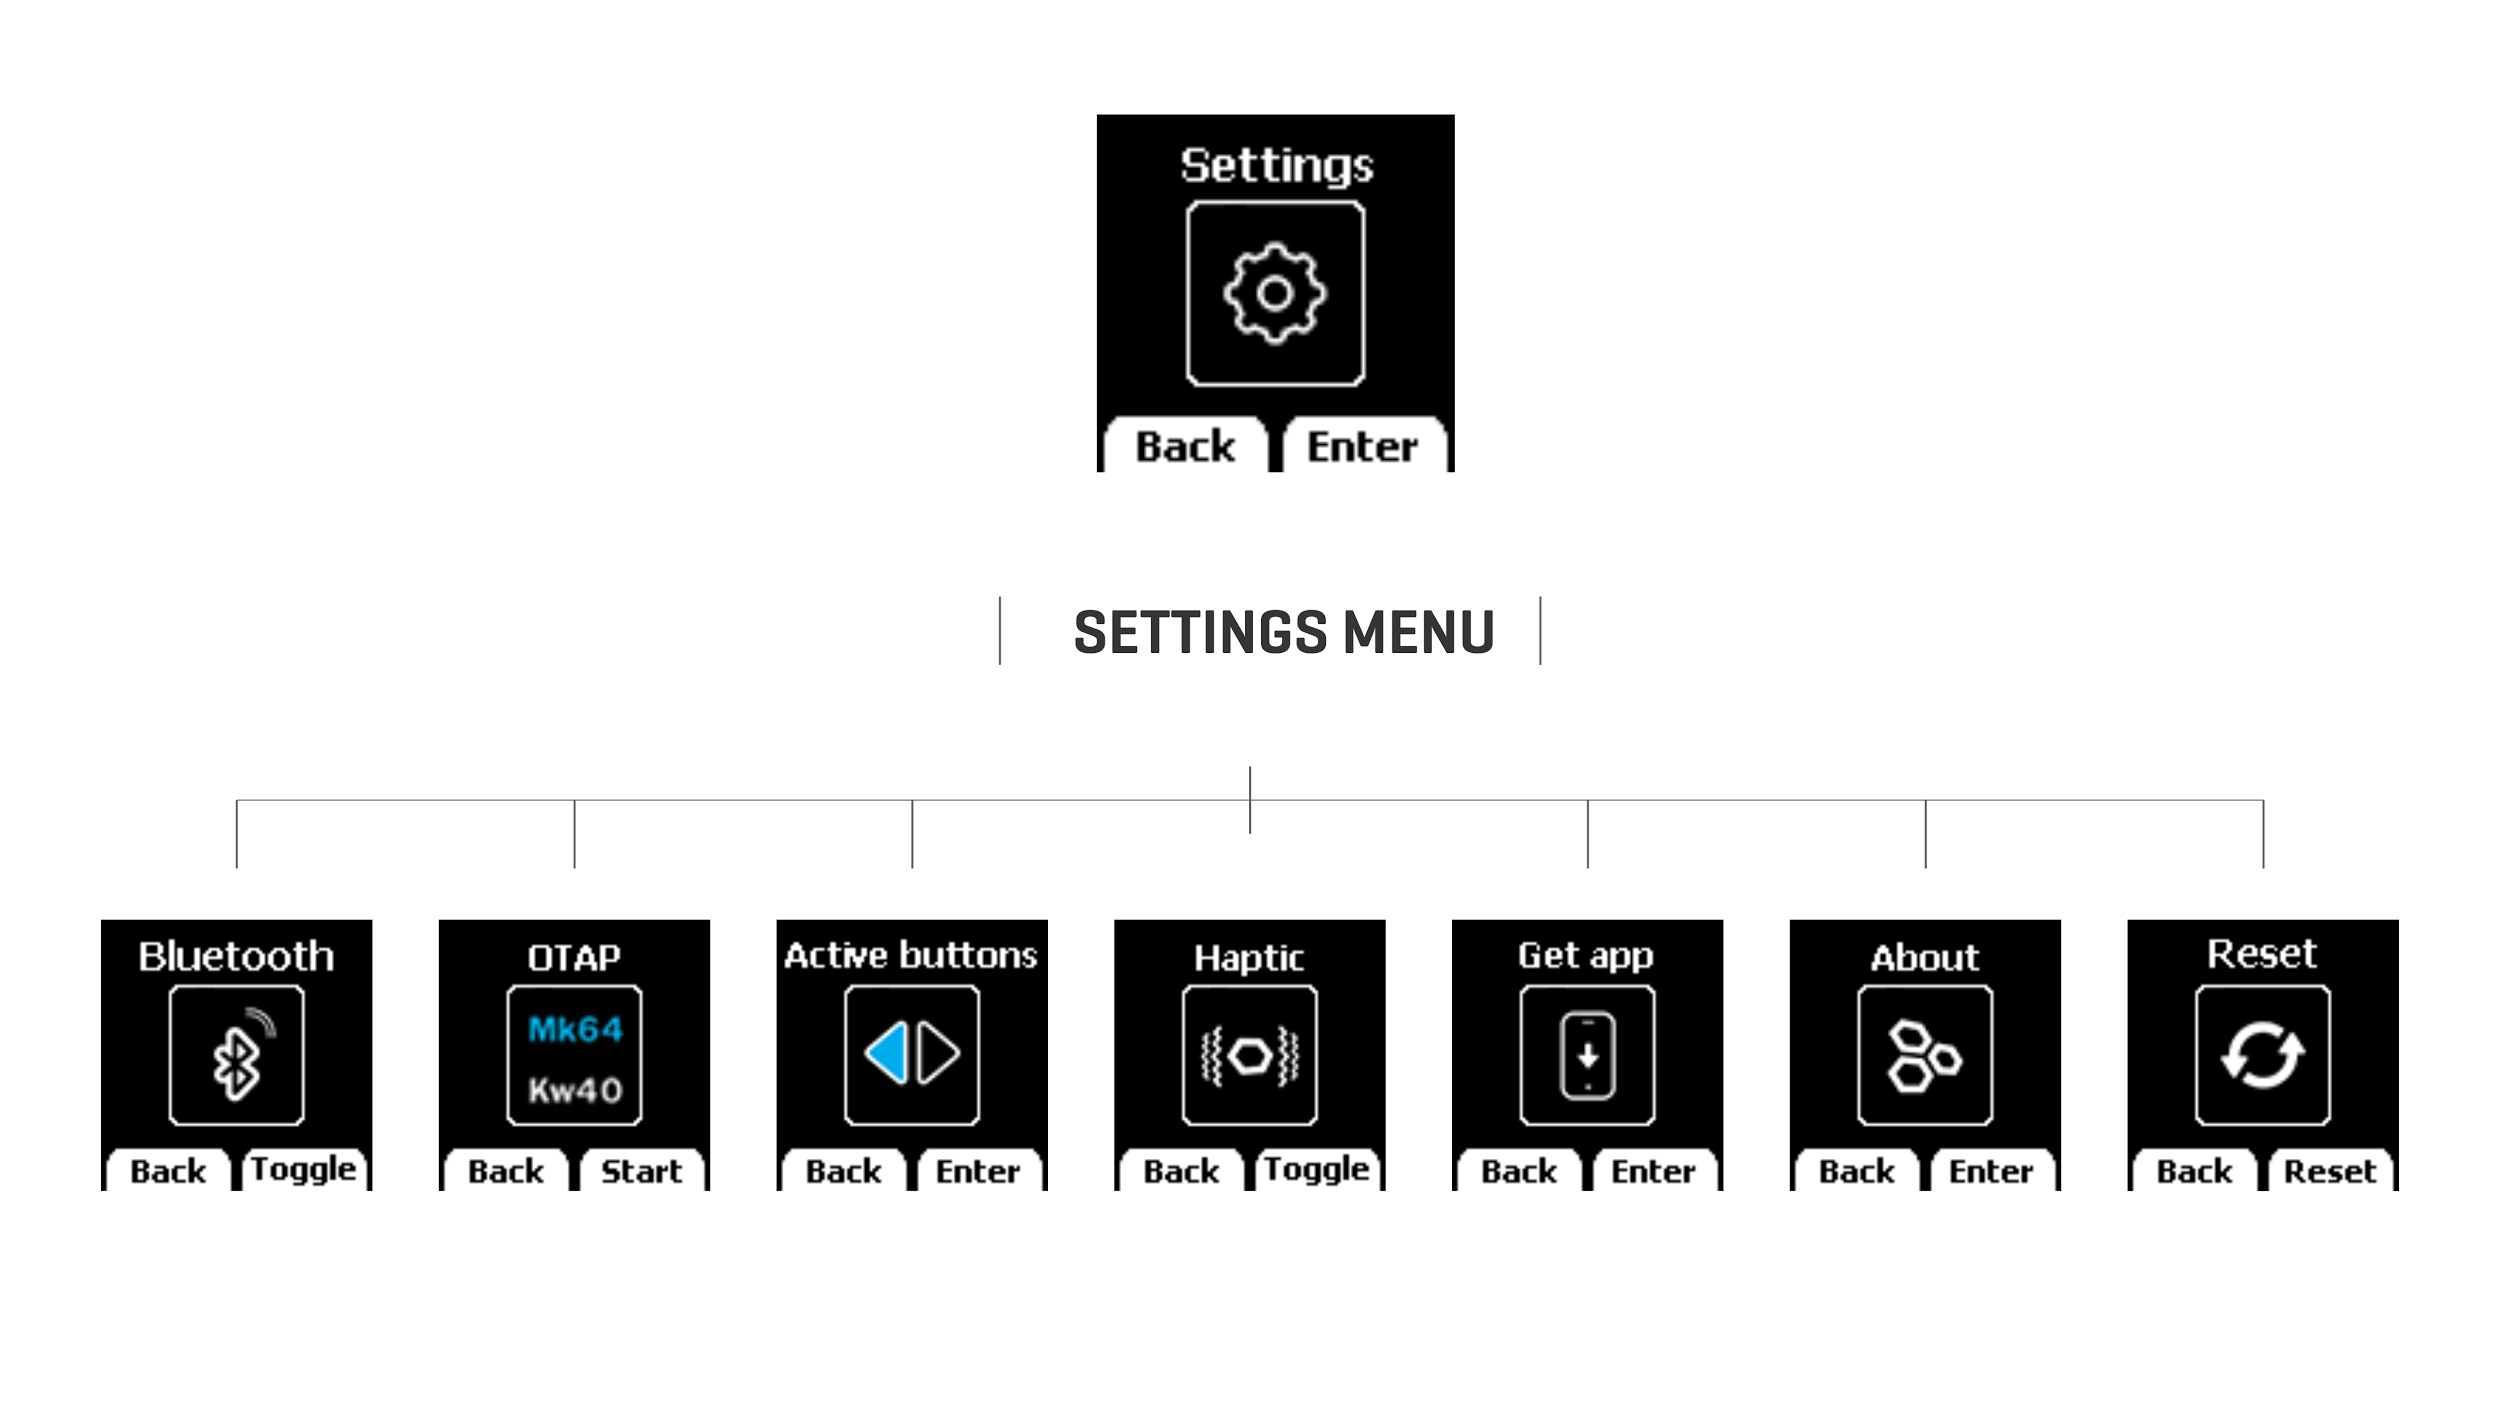 Settings
Back Enter
SETTINGS MENU
Bluetooth
Back Toggle
OTAP
Mk64
Kw40
Back Start
Active buttons
Back Enter
Haptic
Back Toggle
Get app
Back Enter
About
Back Enter
Reset
Back Reset